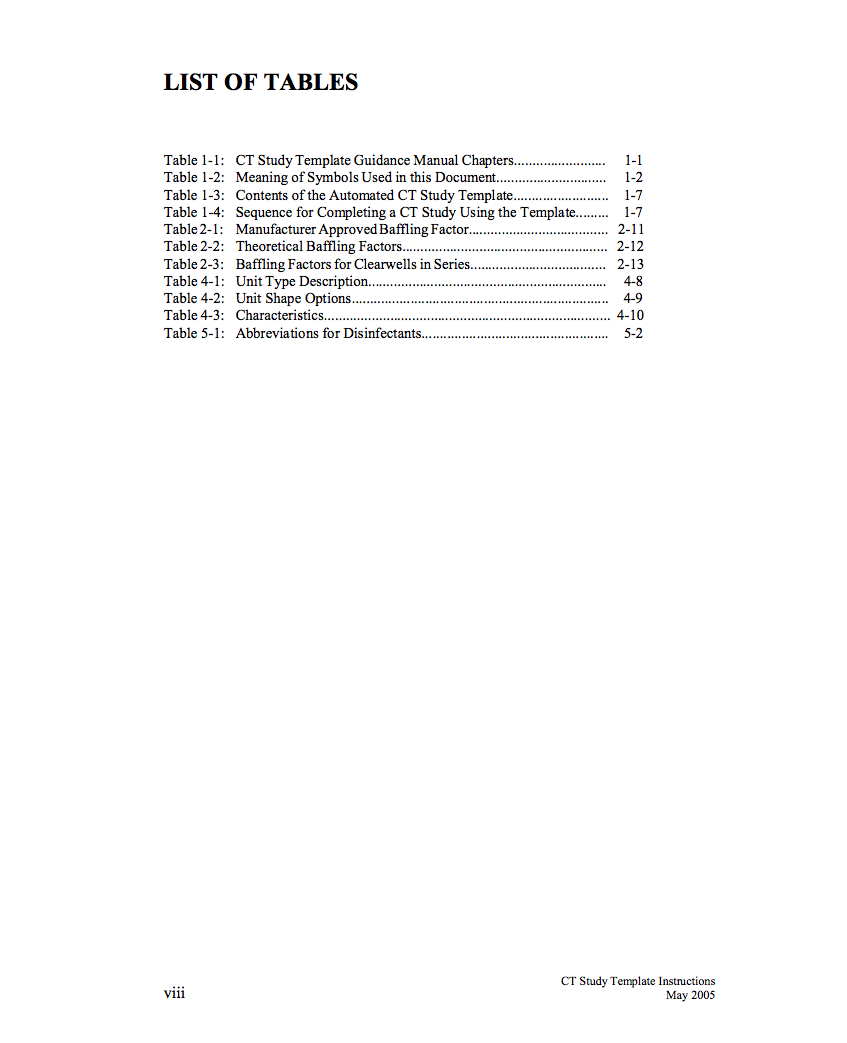 LIST OF TABLES
Table 1-1: CT Study Template Guidance Manual Chapters......................... 1-1
Table 1-2: Meaning of Symbols Used in this Document.............................. 1-2
Table 1-3: Contents of the Automated CT Study Template.......................... 1-7
Table 1-4: Sequence for Completing a CT Study Using the Template......... 1-7
Table 2-1: Manufacturer Approved Baffling Factor...................................... 2-11
Table 2-2: Theoretical Baffling Factors........................................................ 2-12
Table 2-3: Baffling Factors for Clearwells in Series..................................... 2-13
Table 4-1: Unit Type Description................................................................. 4-8
Table 4-2: Unit Shape Options...................................................................... 4-9
Table 4-3: Characteristics.............................................................................. 4-10
Table 5-1: Abbreviations for Disinfectants................................................... 5-2
CT Study Template Instructions
viii May 2005